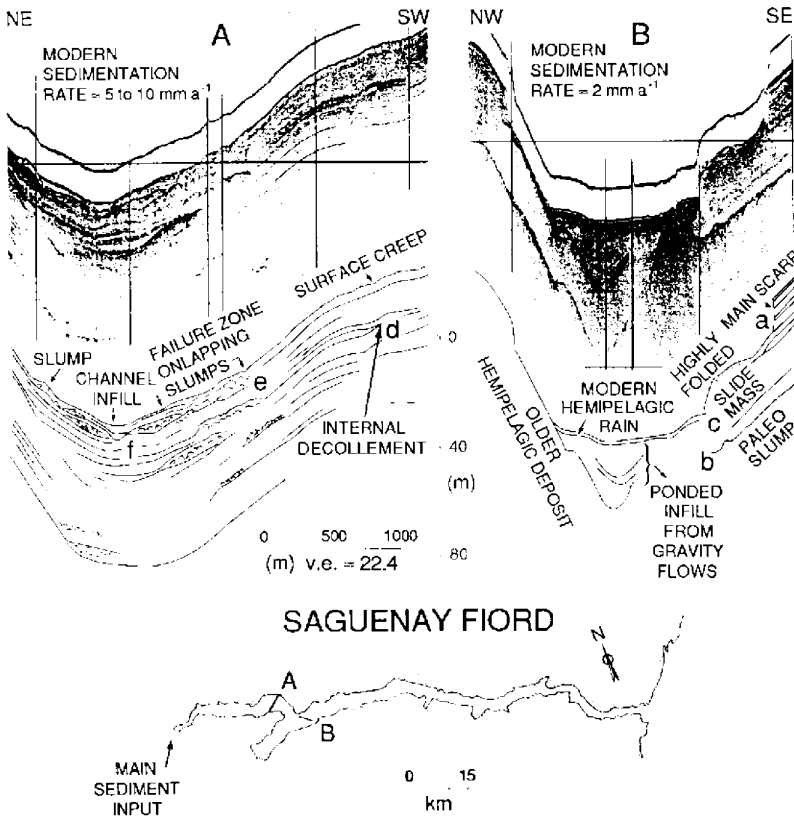 NE
A
SW
MODERN
SEDIMENTATION
RATE ≈ 5 to 10 mm a⁻¹
SURFACE CREEP
SLUMP
FAILURE ZONE
ONLAPPING
SLUMPS
CHANNEL
INFILL
d
e
f
INTERNAL
DECOLLEMENT
0
40
(m)
80
0 500 1000
(m) v.e. = 22.4
NW
B
SE
MODERN
SEDIMENTATION
RATE ≈ 2 mm a⁻¹
MAIN SCARP
a
HIGHLY
FOLDED
SLIDE
MASS
MODERN
HEMIPELAGIC
RAIN
c
b
PALEO
SLUMP
OLDER
HEMIPELAGIC DEPOSIT
PONDED
INFILL
FROM
GRAVITY
FLOWS
SAGUENAY FIORD
N
A
B
MAIN
SEDIMENT
INPUT
0 15
km